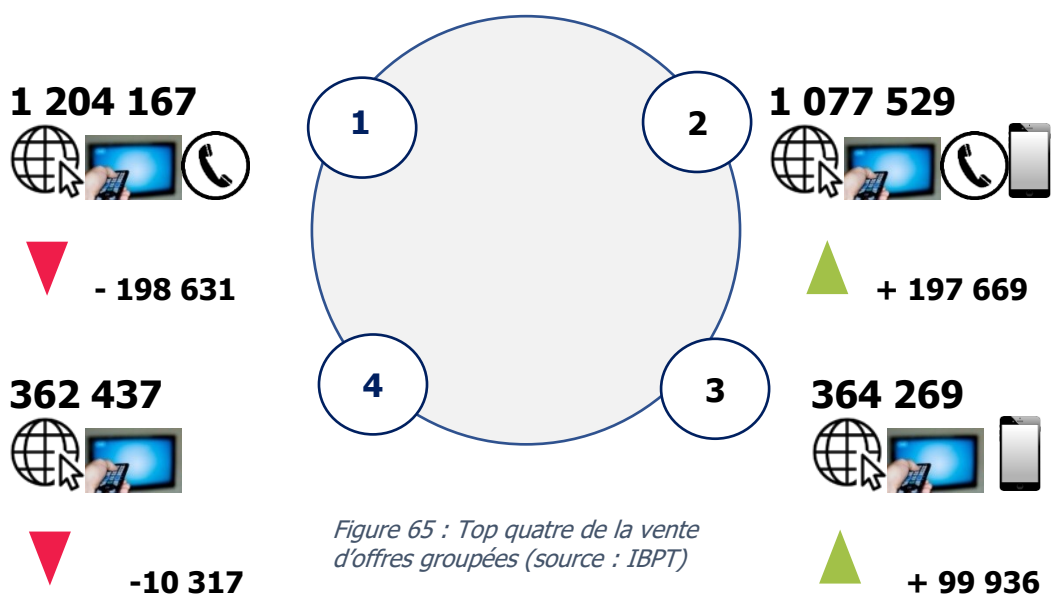 1 204 167
1
2
1 077 529
- 198 631
+ 197 669
362 437
4
3
364 269
Figure 65 : Top quatre de la vente
d'offres groupées (source : IBPT)
-10 317
+ 99 936